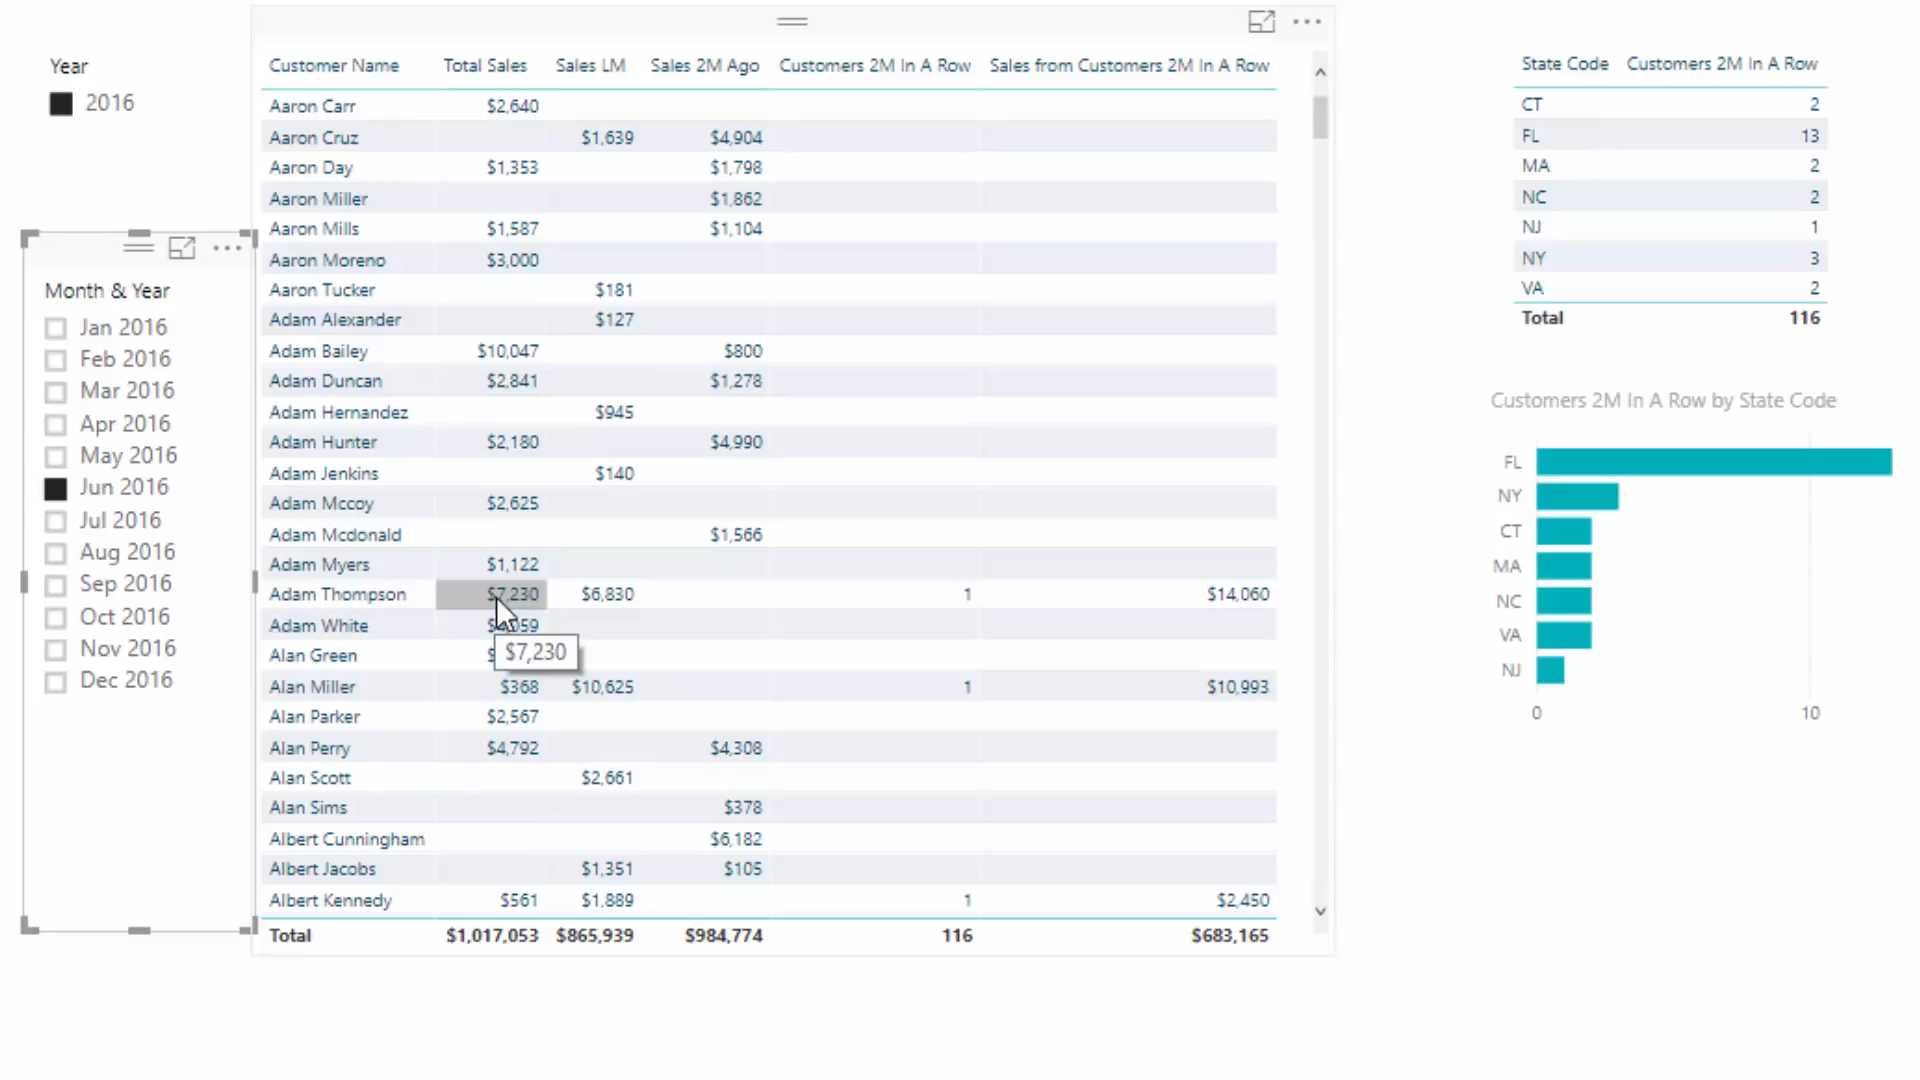 Year
2016
Month & Year
Jan 2016
Feb 2016
Mar 2016
Apr 2016
May 2016
Jun 2016
Jul 2016
Aug 2016
Sep 2016
Oct 2016
Nov 2016
Dec 2016
Customer Name Total Sales Sales LM Sales 2M Ago Customers 2M In A Row Sales from Customers 2M In A Row
Aaron Carr $2,640
Aaron Cruz $1,639 $4,904
Aaron Day $1,353 $1,798
Aaron Miller $1,862
Aaron Mills $1,587 $1,104
Aaron Moreno $3,000
Aaron Tucker $181
Adam Alexander $127
Adam Bailey $10,047 $800
Adam Duncan $2,841 $1,278
Adam Hernandez $945
Adam Hunter $2,180 $4,990
Adam Jenkins $140
Adam Mccoy $2,625
Adam Mcdonald $1,566
Adam Myers $1,122
Adam Thompson $7,230 $6,830 1 $14,060
Adam White
$7,230
Alan Green
Alan Miller $368 $10,625 1 $10,993
Alan Parker $2,567
Alan Perry $4,792 $4,308
Alan Scott $2,661
Alan Sims $378
Albert Cunningham $6,182
Albert Jacobs $1,351 $105
Albert Kennedy $561 $1,889 1 $2,450
Total $1,017,053 $865,939 $984,774 116 $683,165
State Code Customers 2M In A Row
CT 2
FL 13
MA 2
NC 2
NJ 1
NY 3
VA 2
Total 116
Customers 2M In A Row by State Code
FL
NY
CT
MA
NC
VA
NJ
0 10